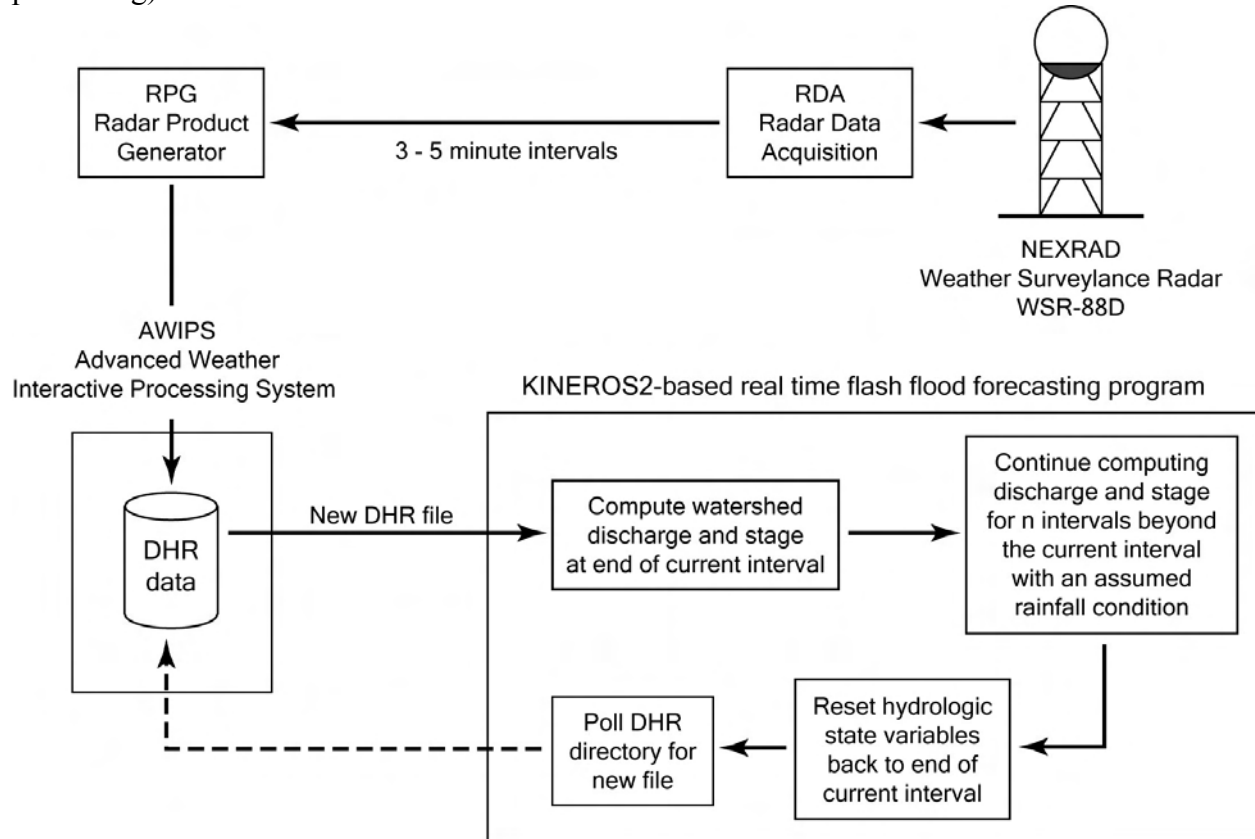 RPG
Radar Product
Generator
3 - 5 minute intervals
RDA
Radar Data
Acquisition
NEXRAD
Weather Surveylance Radar
WSR-88D
AWIPS
Advanced Weather
Interactive Processing System
KINEROS2-based real time flash flood forecasting program
DHR
data
New DHR file
Compute watershed
discharge and stage
at end of current interval
Continue computing
discharge and stage
for n intervals beyond
the current interval
with an assumed
rainfall condition
Reset hydrologic
state variables
back to end of
current interval
Poll DHR
directory for
new file